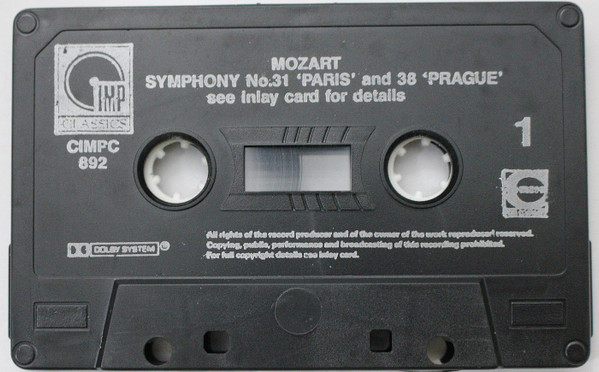 IMP
CLASSICS
CIMPC
892
MOZART
SYMPHONY No.31 'PARIS' and 38 'PRAGUE'
see inlay card for details
1
DOLBY SYSTEM
All rights of the record producer and of the owner of the work reproduced reserved.
Copying, public, performance and broadcasting of this recording prohibited.
For full copyright details see inlay card.